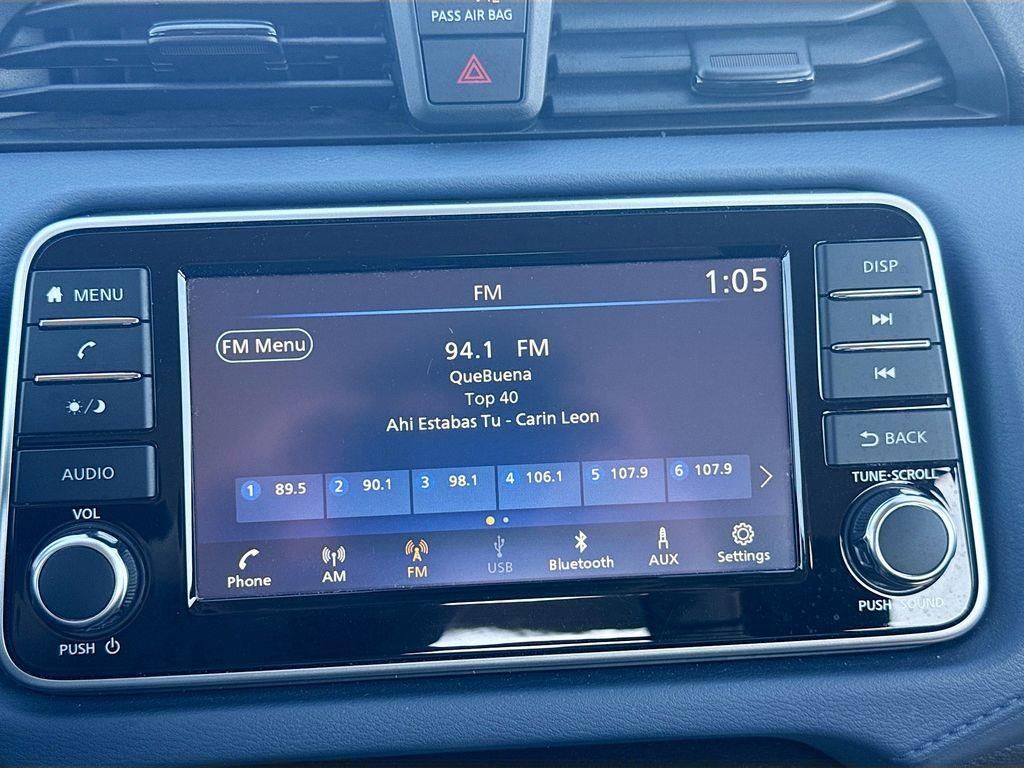 PASS AIR BAG
MENU
AUDIO
VOL
PUSH
FM
1:05
FM Menu
94.1 FM
QueBuena
Top 40
Ahi Estabas Tu - Carin Leon
1 89.5
2 90.1
3 98.1
4 106.1
5 107.9
6 107.9
Phone
AM
FM
USB
Bluetooth
AUX
Settings
DISP
BACK
TUNE·SCROLL
PUSH SOUND